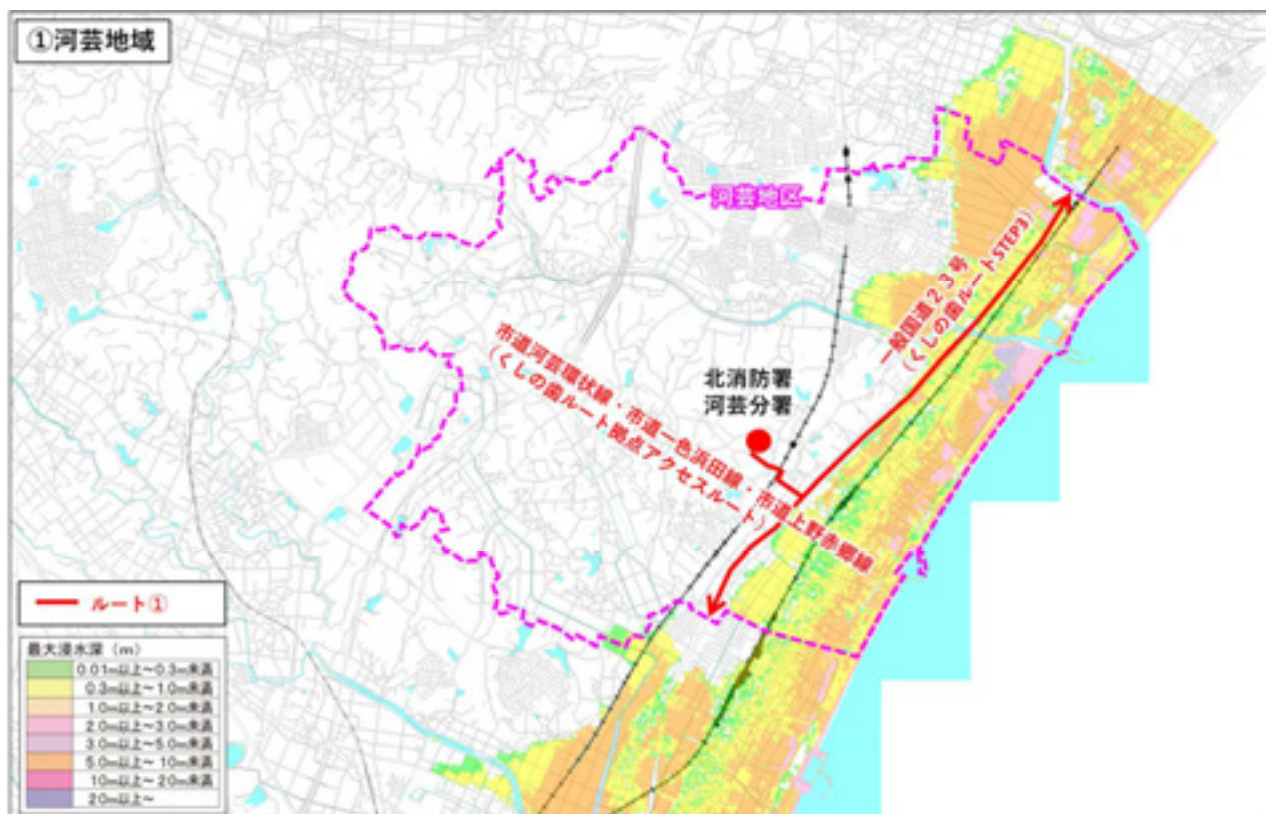 ①河芸地域
河芸地区
一般国道23号
(くしの歯ルートSTEP3)
北消防署
河芸分署
市道河芸環状線・市道一色浜田線・市道上野赤郷線
(くしの歯ルート拠点アクセスルート)
ルート①
最大浸水深(m)
0.01m以上~0.3m未満
0.3m以上~1.0m未満
1.0m以上~2.0m未満
2.0m以上~3.0m未満
3.0m以上~5.0m未満
5.0m以上~10m未満
10m以上~20m未満
20m以上~